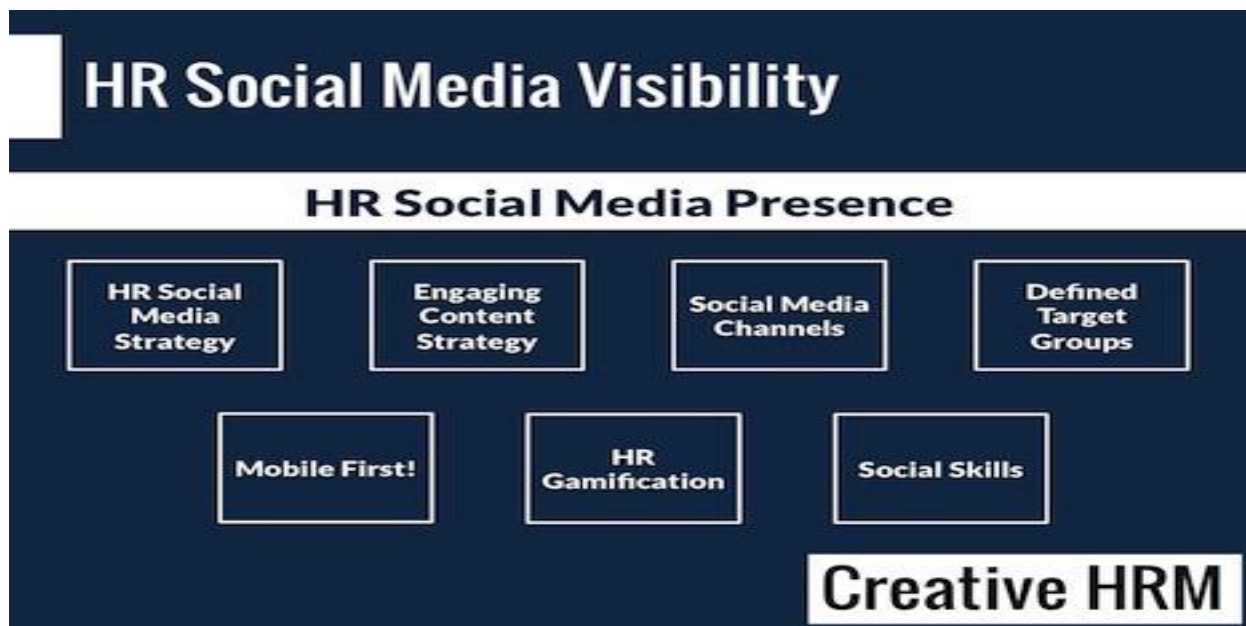 HR Social Media Visibility
HR Social Media Presence
HR Social
Media
Strategy
Engaging
Content
Strategy
Social Media
Channels
Defined
Target
Groups
Mobile First!
HR
Gamification
Social Skills
Creative HRM